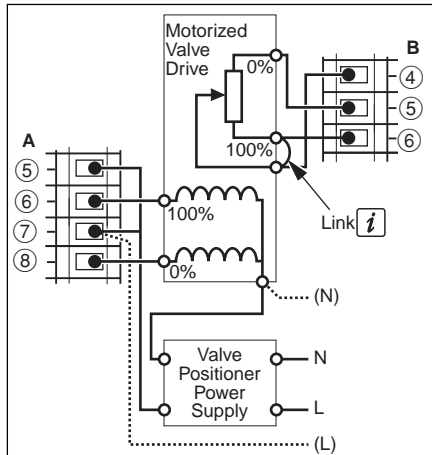 Motorized
Valve
Drive
0%
100%
B
④
⑤
⑥
A
⑤
⑥
⑦
⑧
100%
0%
Link i
(N)
Valve
Positioner
Power
Supply
N
L
(L)